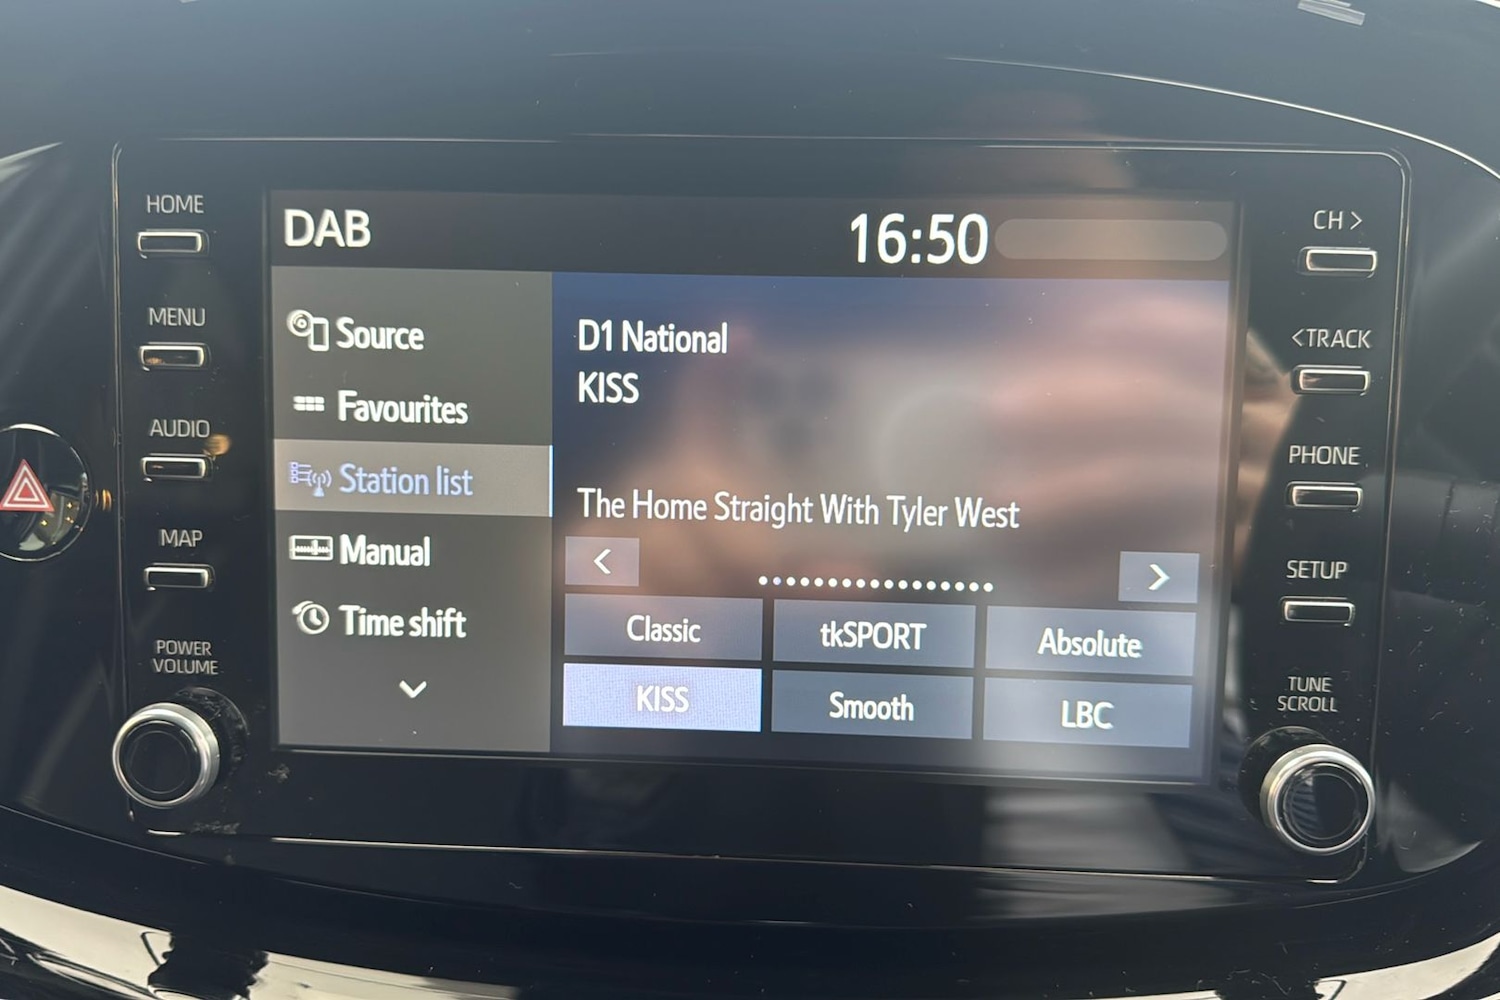 HOME
MENU
AUDIO
MAP
POWER
VOLUME
DAB
16:50
Source
Favourites
Station list
Manual
Time shift
D1 National
KISS
The Home Straight With Tyler West
Classic
tkSPORT
Absolute
KISS
Smooth
LBC
CH >
<TRACK
PHONE
SETUP
TUNE
SCROLL